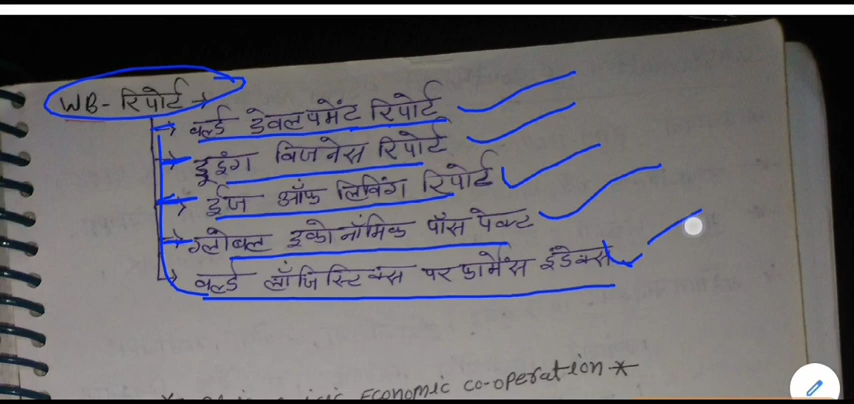 WB- रिपोर्ट →
→ वर्ल्ड डेवलपमेंट रिपोर्ट
→ डूइंग बिजनेस रिपोर्ट
→ ईज ऑफ लिविंग रिपोर्ट
→ ग्लोबल इकोनॉमिक पॉस पेक्ट
→ वर्ल्ड लॉजिस्टिक्स परफॉर्मेंस इंडेक्स
Economic co-operation *